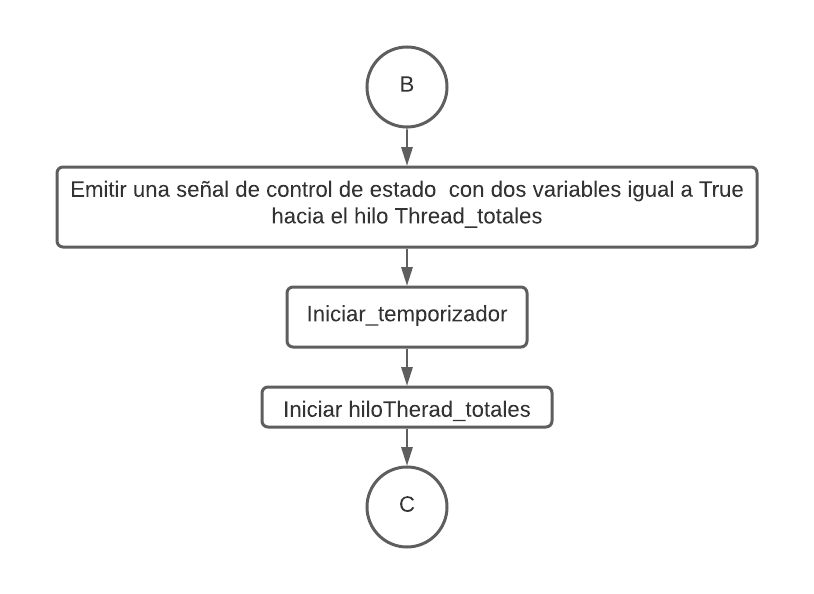 B
Emitir una señal de control de estado  con dos variables igual a True
hacia el hilo Thread_totales
Iniciar_temporizador
Iniciar hiloTherad_totales
C